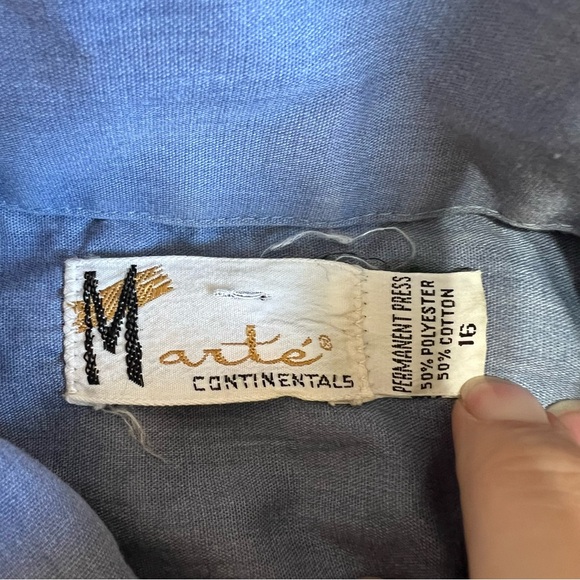 Marté®
CONTINENTALS
PERMANENT PRESS
50% POLYESTER
50% COTTON
16